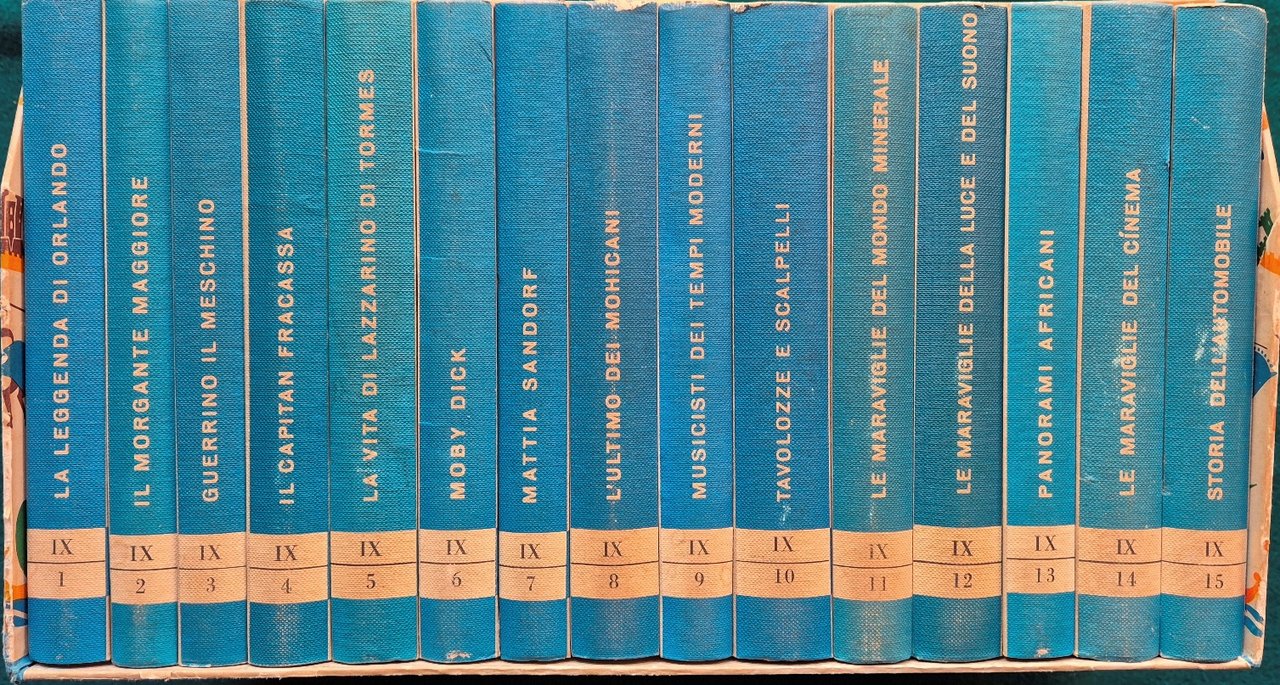 LA LEGGENDA DI ORLANDO
IX
1
IL MORGANTE MAGGIORE
IX
2
GUERRINO IL MESCHINO
IX
3
IL CAPITAN FRACASSA
IX
4
LA VITA DI LAZZARINO DI TORMES
IX
5
MOBY DICK
IX
6
MATTIA SANDORF
IX
7
L'ULTIMO DEI MOHICANI
IX
8
MUSICISTI DEI TEMPI MODERNI
IX
9
TAVOLOZZE E SCALPELLI
IX
10
LE MARAVIGLIE DEL MONDO MINERALE
IX
11
LE MARAVIGLIE DELLA LUCE E DEL SUONO
IX
12
PANORAMI AFRICANI
IX
13
LE MARAVIGLIE DEL CINEMA
IX
14
STORIA DELL'AUTOMOBILE
IX
15